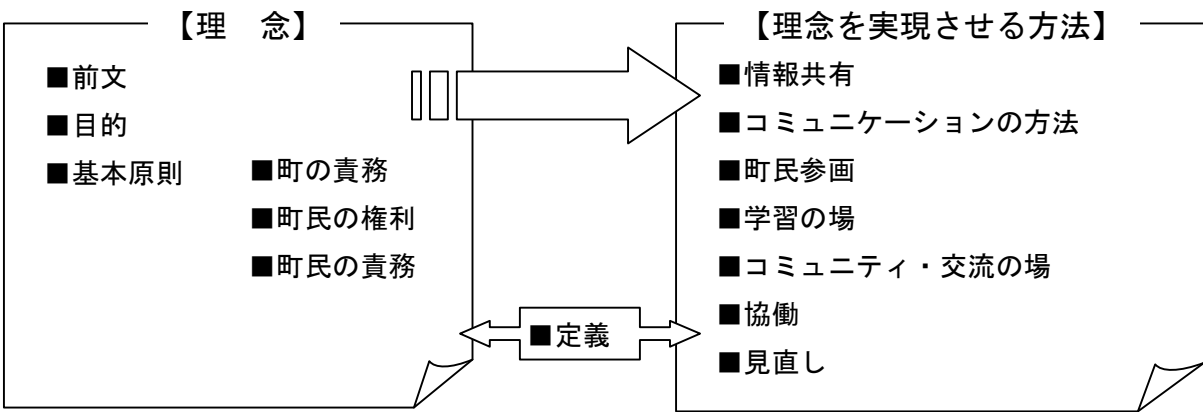 【理　念】
■前文
■目的
■基本原則
■町の責務
■町民の権利
■町民の責務
■定義
【理念を実現させる方法】
■情報共有
■コミュニケーションの方法
■町民参画
■学習の場
■コミュニティ・交流の場
■協働
■見直し